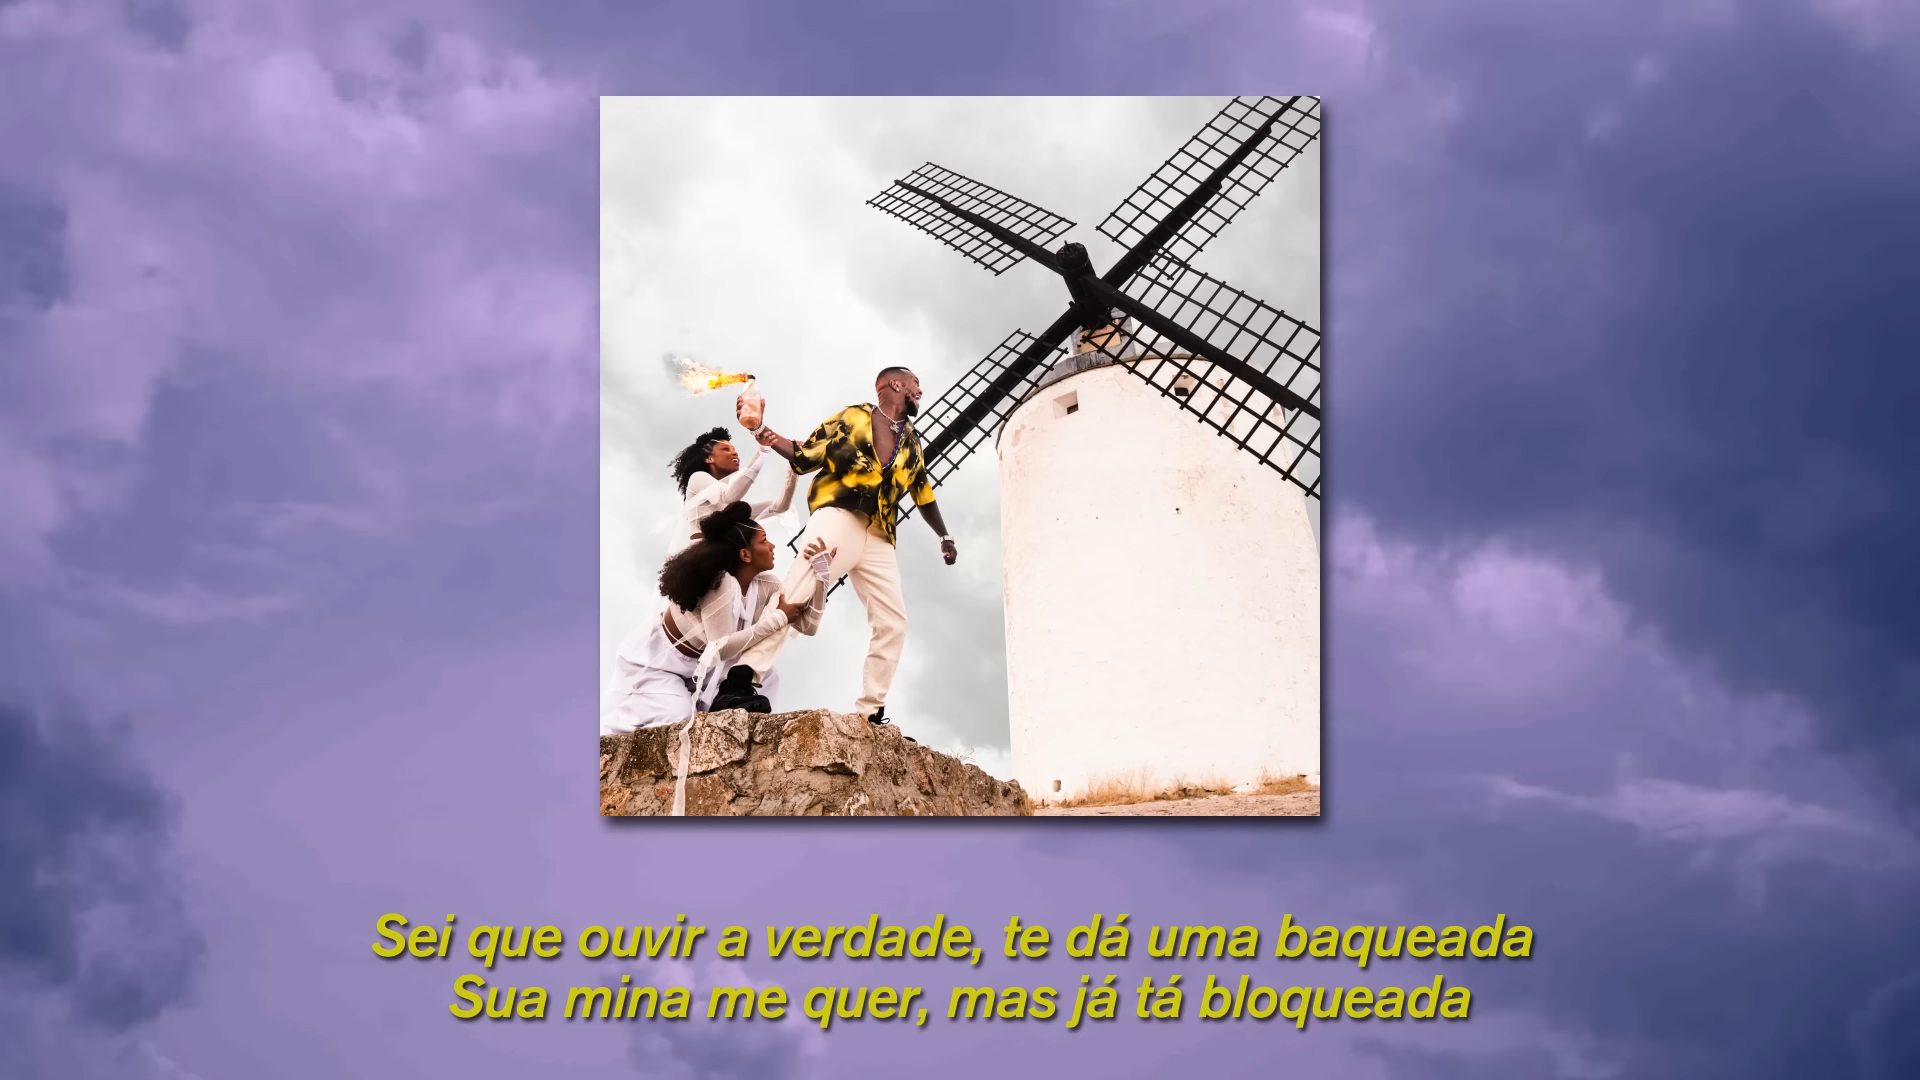 Sei que ouvir a verdade, te dá uma baqueada
Sua mina me quer, mas já tá bloqueada